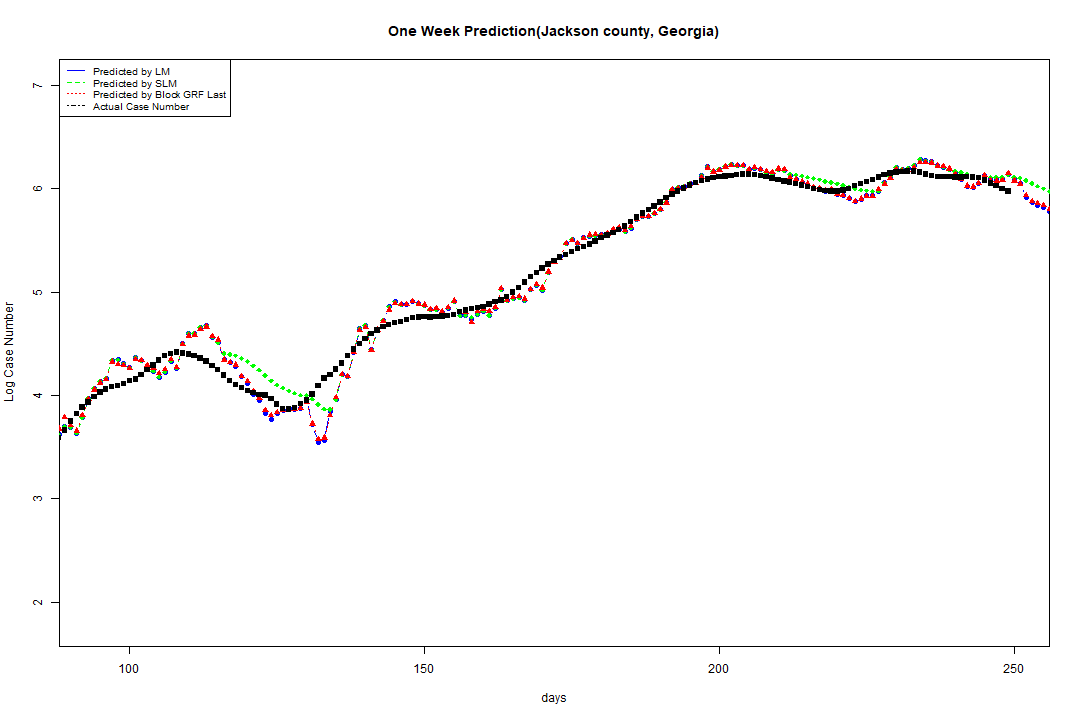 One Week Prediction(Jackson county, Georgia)
Predicted by LM
Predicted by SLM
Predicted by Block GRF Last
Actual Case Number
7
6
5
4
3
2
Log Case Number
100 150 200 250
days